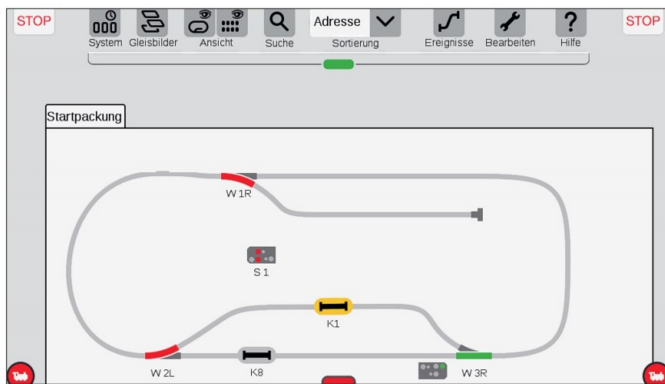 STOP
Adresse
STOP
System Gleisbilder Ansicht Suche Sortierung Ereignisse Bearbeiten Hilfe
Startpackung
W 1R
S 1
K1
W 2L
K8
W 3R